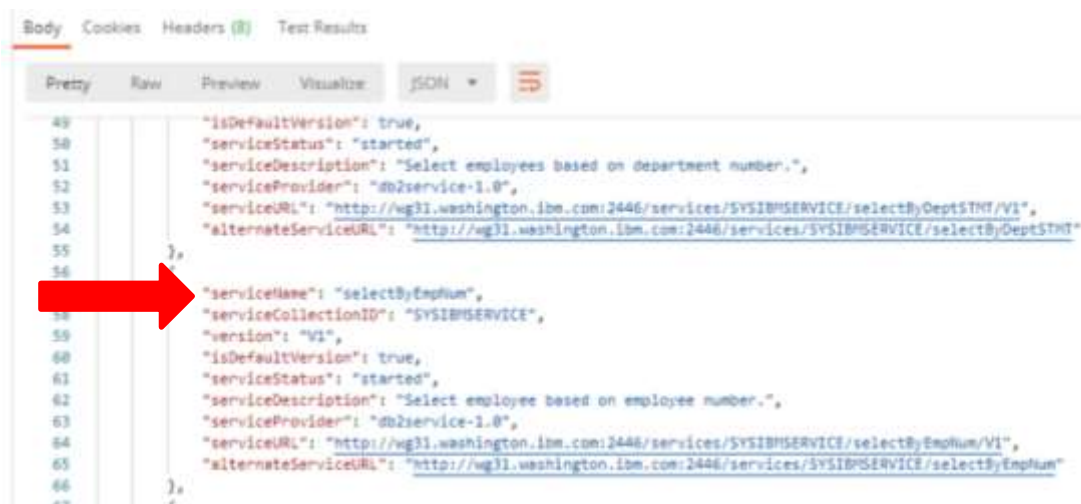 Body Cookies Headers (8) Test Results
Pretty Raw Preview Visualize JSON
49 "isDefaultVersion": true,
50 "serviceStatus": "started",
51 "serviceDescription": "Select employees based on department number.",
52 "serviceProvider": "db2service-1.0",
53 "serviceURL": "http://wg31.washington.ibm.com:2446/services/SYSIBMSERVICE/selectByDeptSTMT/V1",
54 "alternateServiceURL": "http://wg31.washington.ibm.com:2446/services/SYSIBMSERVICE/selectByDeptSTMT"
55 },
56 {
"serviceName": "selectByEmpNum",
58 "serviceCollectionID": "SYSIBMSERVICE",
59 "version": "V1",
60 "isDefaultVersion": true,
61 "serviceStatus": "started",
62 "serviceDescription": "Select employee based on employee number.",
63 "serviceProvider": "db2service-1.0",
64 "serviceURL": "http://wg31.washington.ibm.com:2446/services/SYSIBMSERVICE/selectByEmpNum/V1",
65 "alternateServiceURL": "http://wg31.washington.ibm.com:2446/services/SYSIBMSERVICE/selectByEmpNum"
66 },